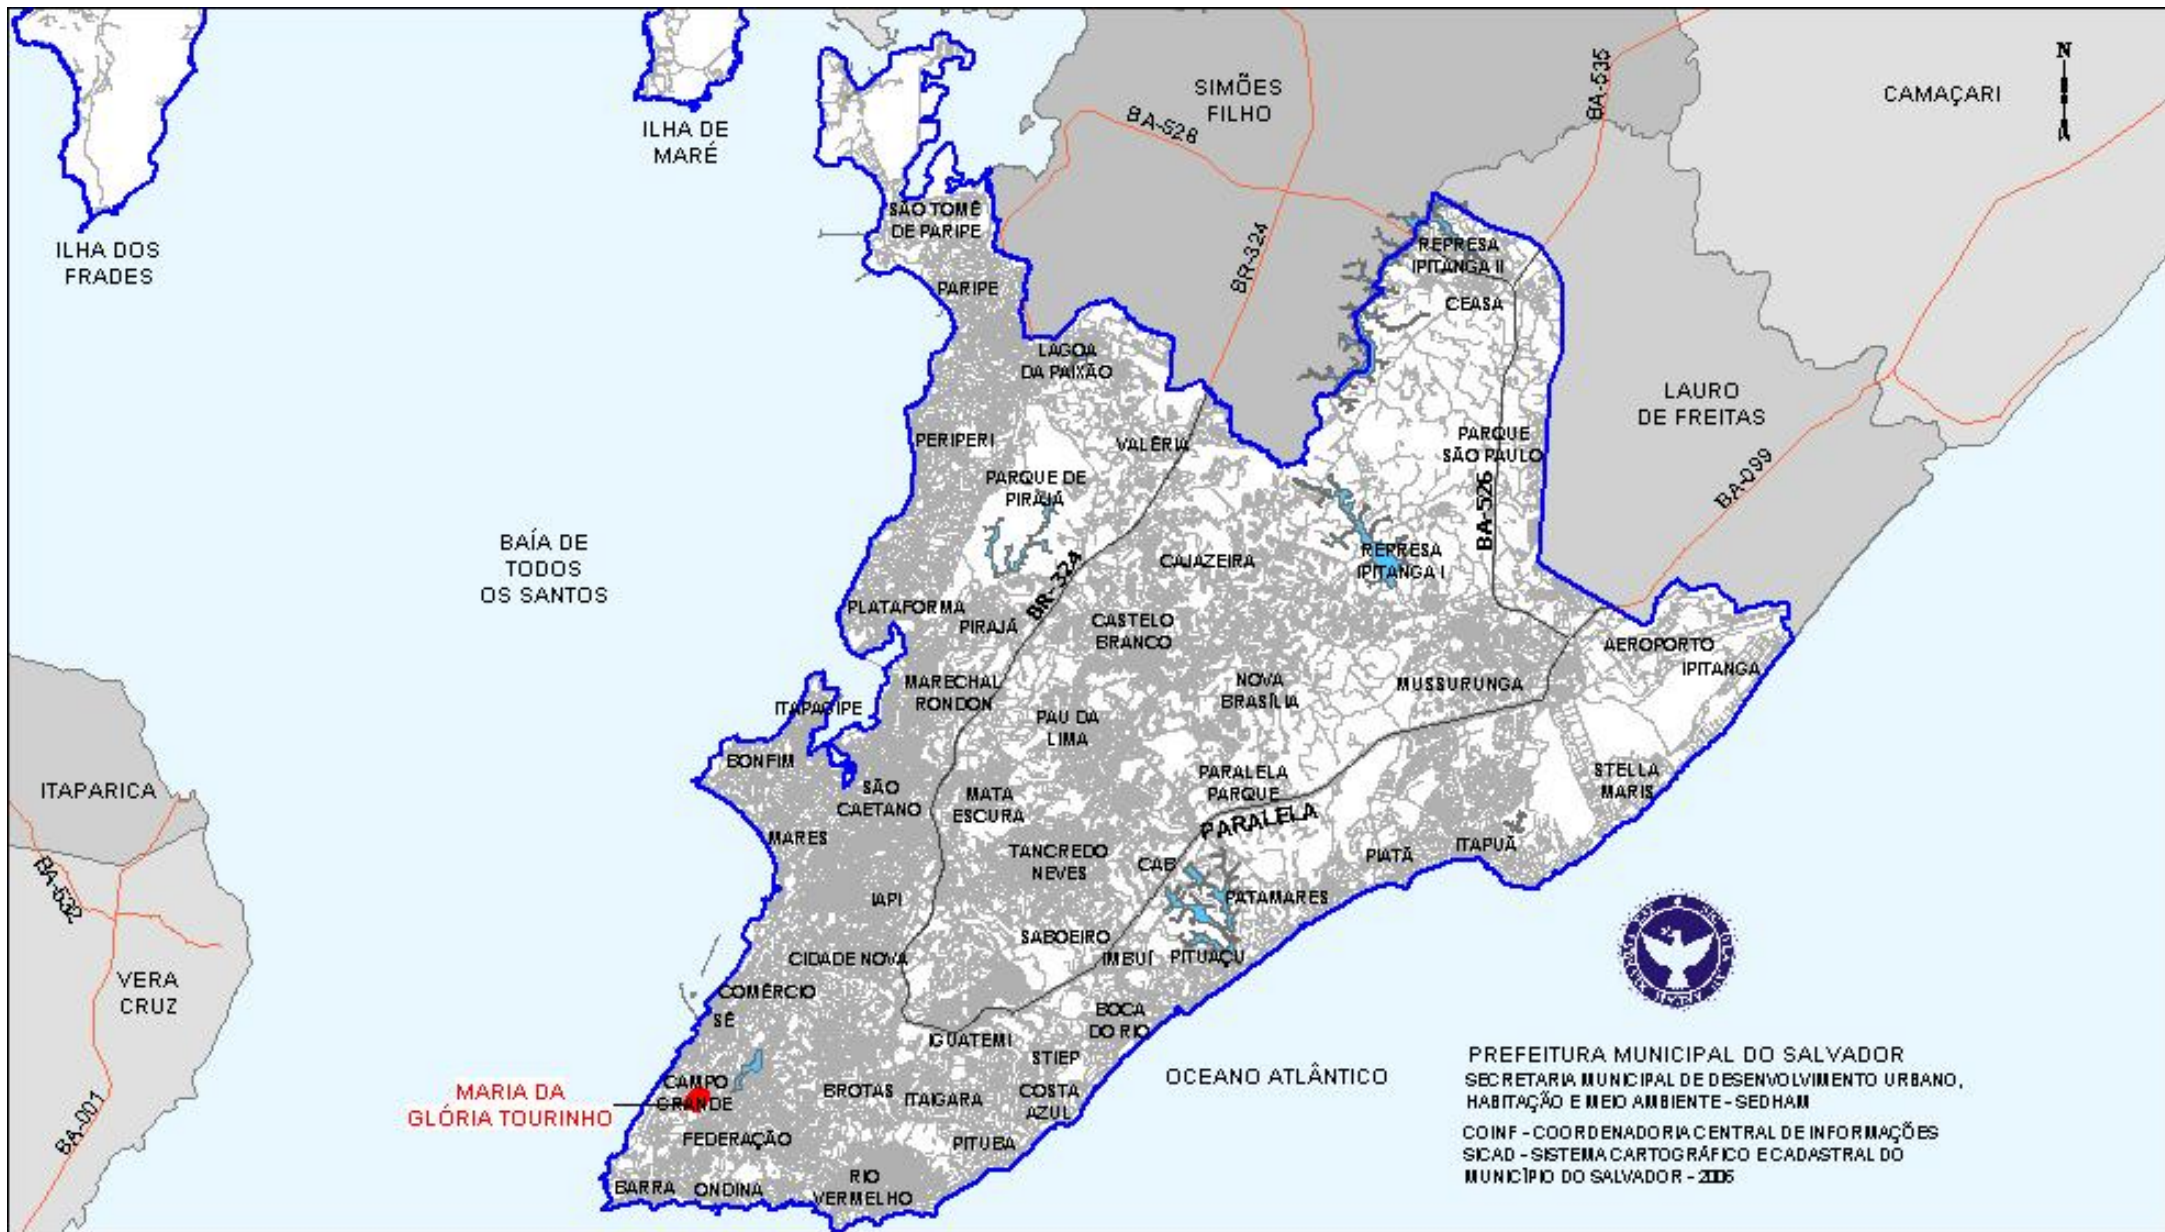 N
SIMÕES
FILHO
CAMAÇARI
BA-535
BA-528
ILHA DE
MARÉ
ILHA DOS
FRADES
SÃO TOMÉ
DE PARIPE
REPRESA
IPITANGA II
BR-324
PARIPE
CEASA
LAGOA
DA PAIXÃO
LAURO
DE FREITAS
PERIPERI
VALÉRIA
PARQUE
SÃO PAULO
PARQUE DE
PIRAJÁ
BA-099
BA-526
BAÍA DE
TODOS
OS SANTOS
CAJAZEIRA
REPRESA
IPITANGA I
BR-324
PLATAFORMA
PIRAJÁ
CASTELO
BRANCO
AEROPORTO
IPITANGA
MARECHAL
RONDON
NOVA
BRASÍLIA
MUSSURUNGA
ITAPAGIPE
PAU DA
LIMA
BONFIM
PARALELA
PARQUE
STELLA
MARIS
ITAPARICA
SÃO
CAETANO
MATA
ESCURA
PARALELA
MARES
TANCREDO
NEVES
CAB
PIATÃ
ITAPUÃ
BA-532
IAPI
PATAMARES
SABOEIRO
CIDADE NOVA
IMBUÍ
PITUAÇU
VERA
CRUZ
COMÉRCIO
SÉ
BOCA
DO RIO
IGUATEMI
STIEP
OCEANO ATLÂNTICO
CAMPO
GRANDE
BROTAS
ITAIGARA
COSTA
AZUL
MARIA DA
GLÓRIA TOURINHO
BA-001
FEDERAÇÃO
PITUBA
BARRA
ONDINA
RIO
VERMELHO
PREFEITURA MUNICIPAL DO SALVADOR
SECRETARIA MUNICIPAL DE DESENVOLVIMENTO URBANO,
HABITAÇÃO E MEIO AMBIENTE - SEDHAM
COINF - COORDENADORIA CENTRAL DE INFORMAÇÕES
SICAD - SISTEMA CARTOGRÁFICO E CADASTRAL DO
MUNICÍPIO DO SALVADOR - 2006